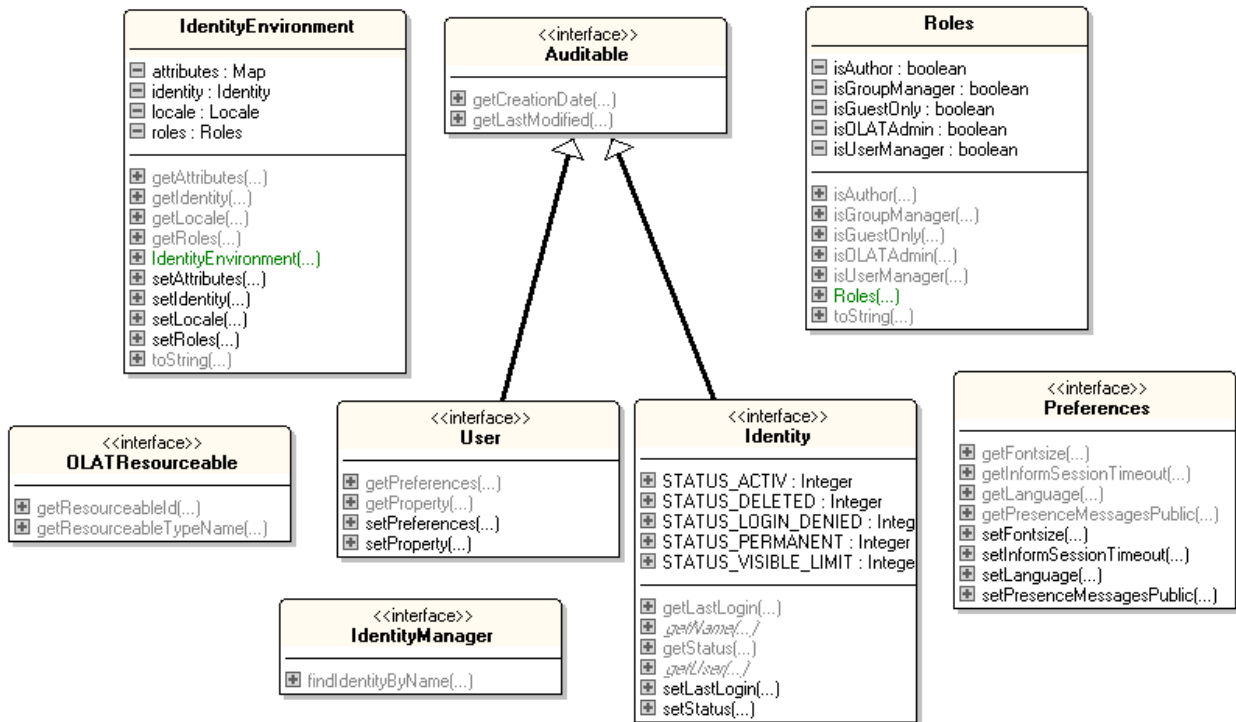 IdentityEnvironment
attributes : Map
identity : Identity
locale : Locale
roles : Roles
getAttributes(...)
getIdentity(...)
getLocale(...)
getRoles(...)
IdentityEnvironment(...)
setAttributes(...)
setIdentity(...)
setLocale(...)
setRoles(...)
toString(...)
<<interface>>
Auditable
getCreationDate(...)
getLastModified(...)
Roles
isAuthor : boolean
isGroupManager : boolean
isGuestOnly : boolean
isOLATAdmin : boolean
isUserManager : boolean
isAuthor(...)
isGroupManager(...)
isGuestOnly(...)
isOLATAdmin(...)
isUserManager(...)
Roles(...)
toString(...)
<<interface>>
OLATResourceable
getResourceableId(...)
getResourceableTypeName(...)
<<interface>>
User
getPreferences(...)
getProperty(...)
setPreferences(...)
setProperty(...)
<<interface>>
Identity
STATUS_ACTIV : Integer
STATUS_DELETED : Integer
STATUS_LOGIN_DENIED : Integ
STATUS_PERMANENT : Integer
STATUS_VISIBLE_LIMIT : Intege
getLastLogin(...)
getName(...)
getStatus(...)
getUser(...)
setLastLogin(...)
setStatus(...)
<<interface>>
Preferences
getFontsize(...)
getInformSessionTimeout(...)
getLanguage(...)
getPresenceMessagesPublic(...)
setFontsize(...)
setInformSessionTimeout(...)
setLanguage(...)
setPresenceMessagesPublic(...)
<<interface>>
IdentityManager
findIdentityByName(...)